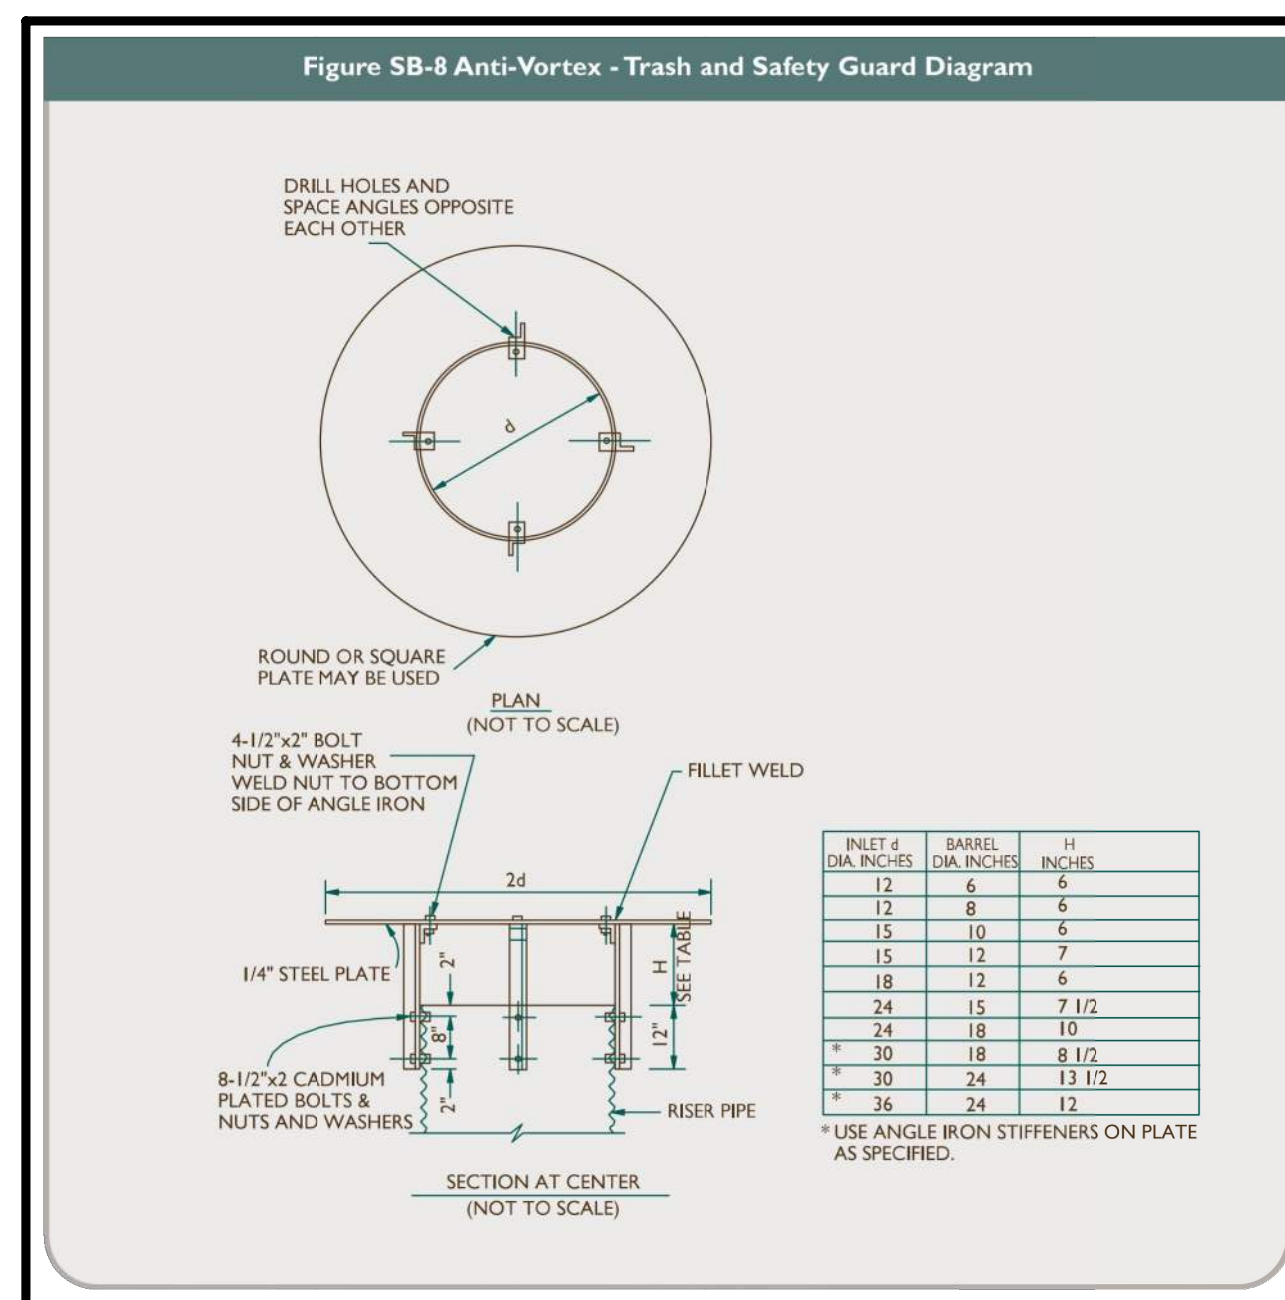 Figure SB-8 Anti-Vortex - Trash and Safety Guard Diagram
DRILL HOLES AND
SPACE ANGLES OPPOSITE
EACH OTHER
d
ROUND OR SQUARE
PLATE MAY BE USED
PLAN
(NOT TO SCALE)
4-1/2"x2" BOLT
NUT & WASHER
WELD NUT TO BOTTOM
SIDE OF ANGLE IRON
FILLET WELD
2d
1/4" STEEL PLATE
2"
H
SEE TABLE
8"
12"
2"
8-1/2"x2 CADMIUM
PLATED BOLTS &
NUTS AND WASHERS
RISER PIPE
SECTION AT CENTER
(NOT TO SCALE)
INLET d BARREL H
DIA. INCHES DIA. INCHES INCHES
12 6 6
12 8 6
15 10 6
15 12 7
18 12 6
24 15 7 1/2
24 18 10
* 30 18 8 1/2
* 30 24 13 1/2
* 36 24 12
* USE ANGLE IRON STIFFENERS ON PLATE
AS SPECIFIED.